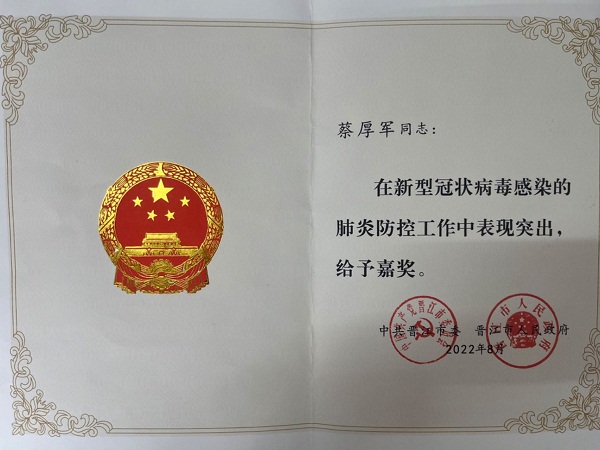 蔡厚军同志：
在新型冠状病毒感染的
肺炎防控工作中表现突出，
给予嘉奖。
中共晋江市委 晋江市人民政府
2022年8月